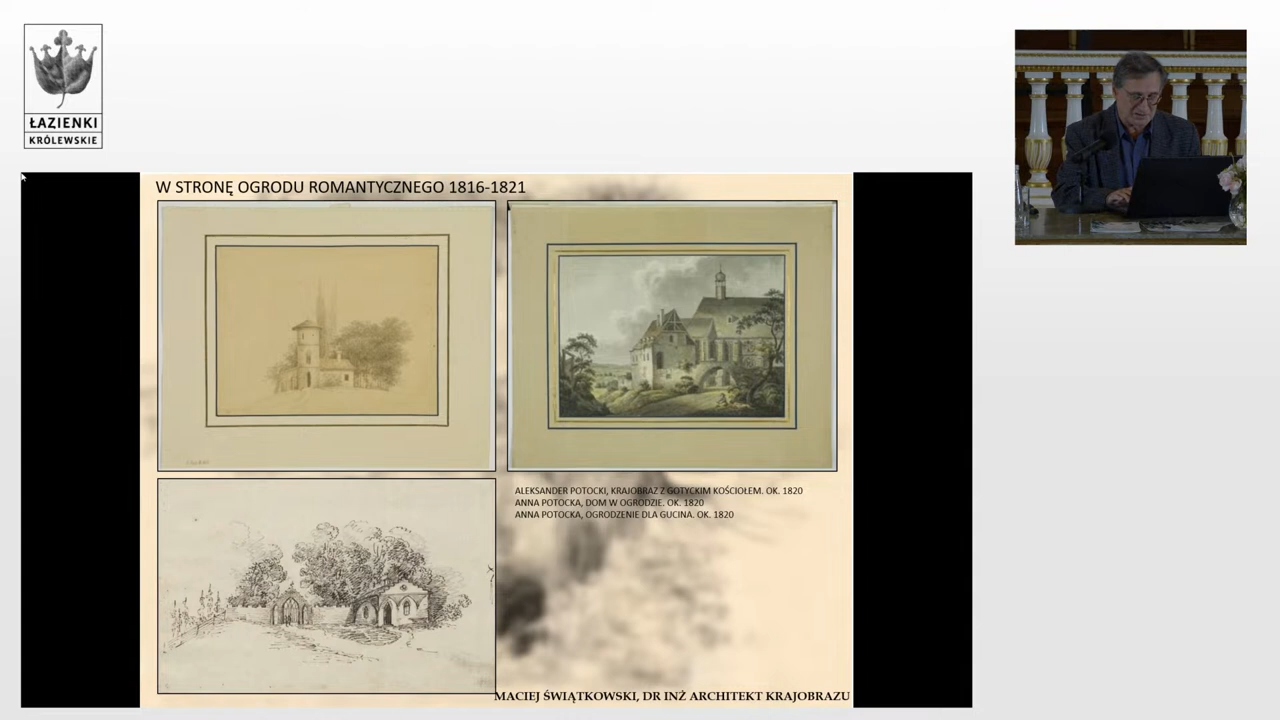 ŁAZIENKI
KRÓLEWSKIE
W STRONĘ OGRODU ROMANTYCZNEGO 1816-1821
ALEKSANDER POTOCKI, KRAJOBRAZ Z GOTYCKIM KOŚCIOŁEM. OK. 1820
ANNA POTOCKA, DOM W OGRODZIE. OK. 1820
ANNA POTOCKA, OGRODZENIE DLA GUCINA. OK. 1820
MACIEJ ŚWIĄTKOWSKI, DR INŻ ARCHITEKT KRAJOBRAZU